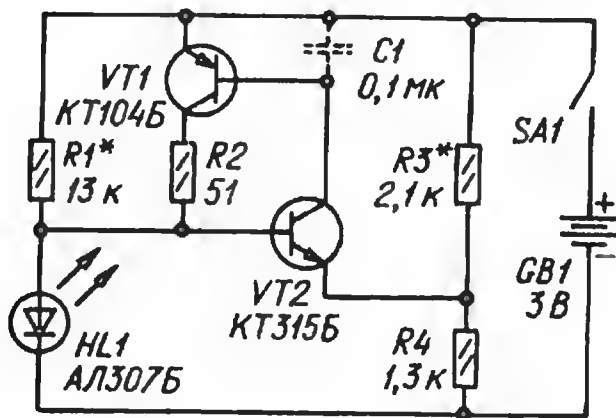 C1
0,1 мк
VT1
КТ104Б
R1*
13 к
R2
51
R3*
2,1 к
SA1
+
−
GB1
3 В
VT2
КТ315Б
HL1
АЛ307Б
R4
1,3 к